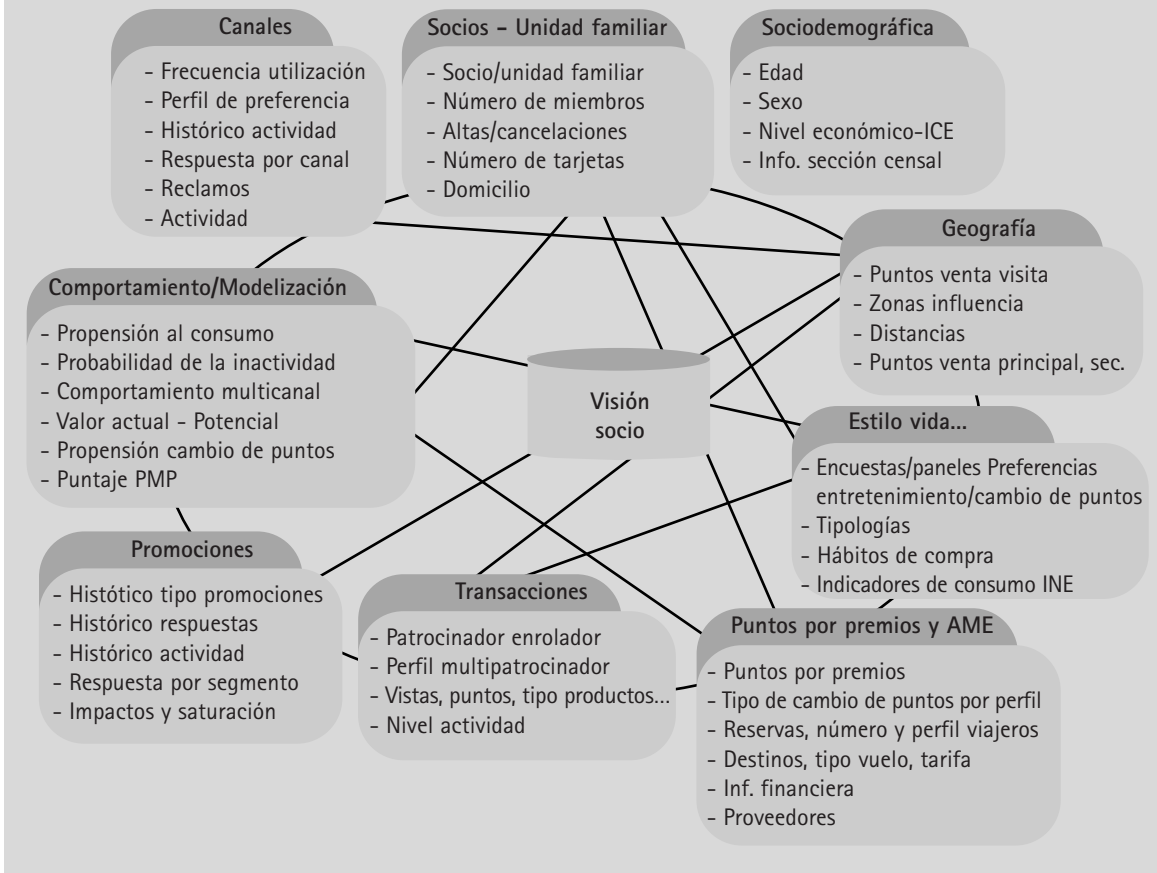 Canales
- Frecuencia utilización
- Perfil de preferencia
- Histórico actividad
- Respuesta por canal
- Reclamos
- Actividad
Socios - Unidad familiar
- Socio/unidad familiar
- Número de miembros
- Altas/cancelaciones
- Número de tarjetas
- Domicilio
Sociodemográfica
- Edad
- Sexo
- Nivel económico-ICE
- Info. sección censal
Geografía
- Puntos venta visita
- Zonas influencia
- Distancias
- Puntos venta principal, sec.
Comportamiento/Modelización
- Propensión al consumo
- Probabilidad de la inactividad
- Comportamiento multicanal
- Valor actual - Potencial
- Propensión cambio de puntos
- Puntaje PMP
Visión
socio
Estilo vida...
- Encuestas/paneles Preferencias
entretenimiento/cambio de puntos
- Tipologías
- Hábitos de compra
- Indicadores de consumo INE
Promociones
- Histótico tipo promociones
- Histórico respuestas
- Histórico actividad
- Respuesta por segmento
- Impactos y saturación
Transacciones
- Patrocinador enrolador
- Perfil multipatrocinador
- Vistas, puntos, tipo productos...
- Nivel actividad
Puntos por premios y AME
- Puntos por premios
- Tipo de cambio de puntos por perfil
- Reservas, número y perfil viajeros
- Destinos, tipo vuelo, tarifa
- Inf. financiera
- Proveedores